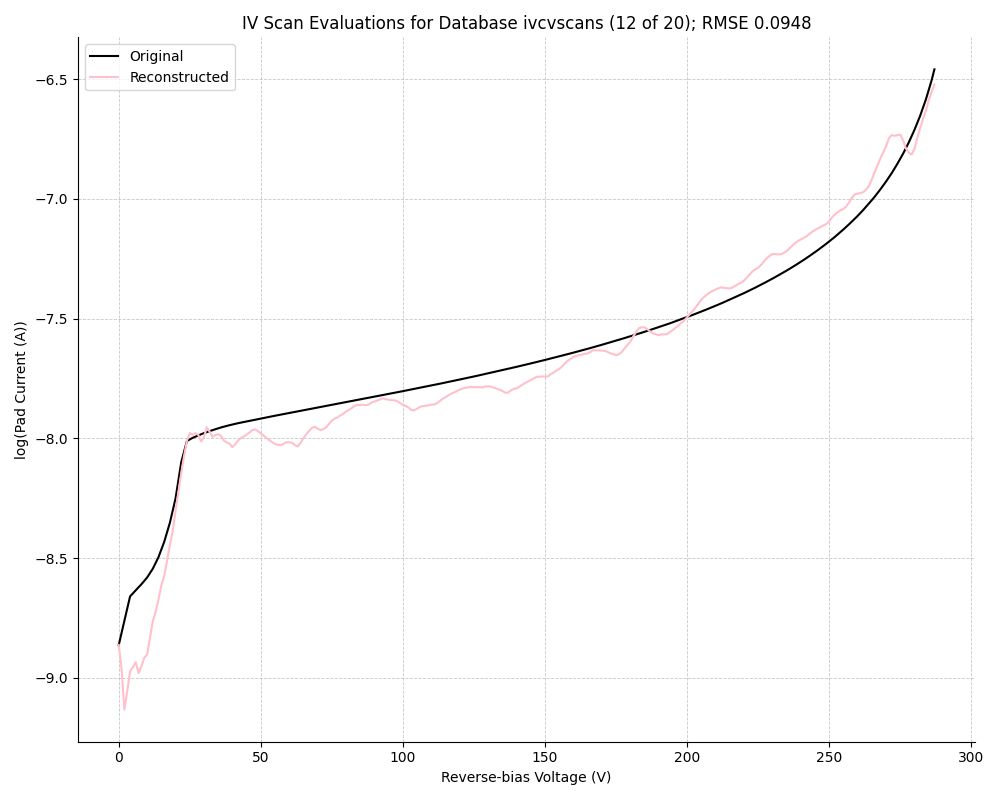 IV Scan Evaluations for Database ivcvscans (12 of 20); RMSE 0.0948
Original
Reconstructed
log(Pad Current (A))
−6.5
−7.0
−7.5
−8.0
−8.5
−9.0
0 50 100 150 200 250 300
Reverse-bias Voltage (V)